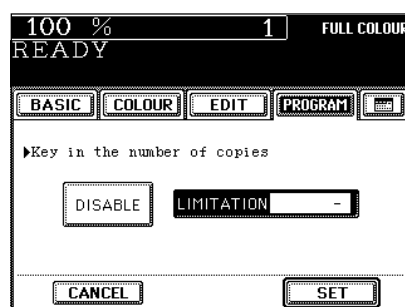 100 % 1 FULL COLOUR
READY
BASIC COLOUR EDIT PROGRAM
Key in the number of copies
DISABLE LIMITATION -
CANCEL SET